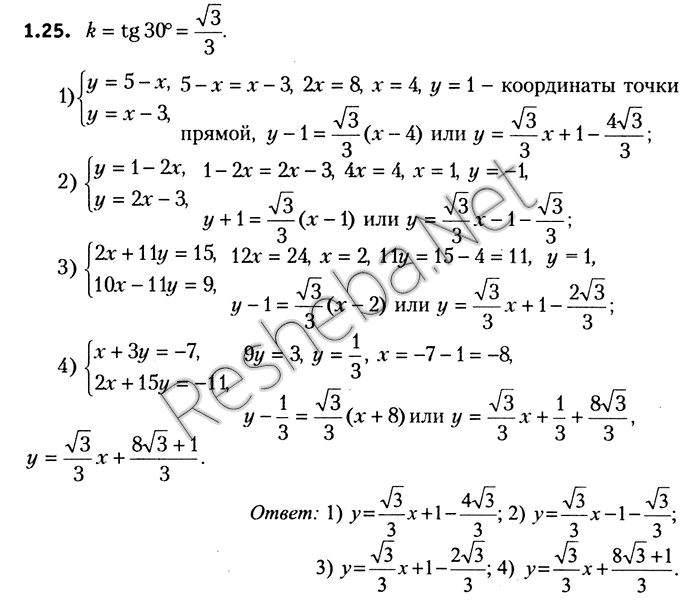 1.25. k = tg 30° = √3/3.
1) {y = 5 − x, y = x − 3, 5 − x = x − 3, 2x = 8, x = 4, y = 1 − координаты точки
прямой, y − 1 = √3/3 (x − 4) или y = √3/3 x + 1 − 4√3/3;
2) {y = 1 − 2x, y = 2x − 3, 1 − 2x = 2x − 3, 4x = 4, x = 1, y = −1,
y + 1 = √3/3 (x − 1) или y = √3/3 x − 1 − √3/3;
3) {2x + 11y = 15, 10x − 11y = 9, 12x = 24, x = 2, 11y = 15 − 4 = 11, y = 1,
y − 1 = √3/3 (x − 2) или y = √3/3 x + 1 − 2√3/3;
4) {x + 3y = −7, 2x + 15y = −11, 9y = 3, y = 1/3, x = −7 − 1 = −8,
y − 1/3 = √3/3 (x + 8) или y = √3/3 x + 1/3 + 8√3/3,
y = √3/3 x + (8√3 + 1)/3.
Ответ: 1) y = √3/3 x + 1 − 4√3/3; 2) y = √3/3 x − 1 − √3/3;
3) y = √3/3 x + 1 − 2√3/3; 4) y = √3/3 x + (8√3 + 1)/3.
Resheba.Net